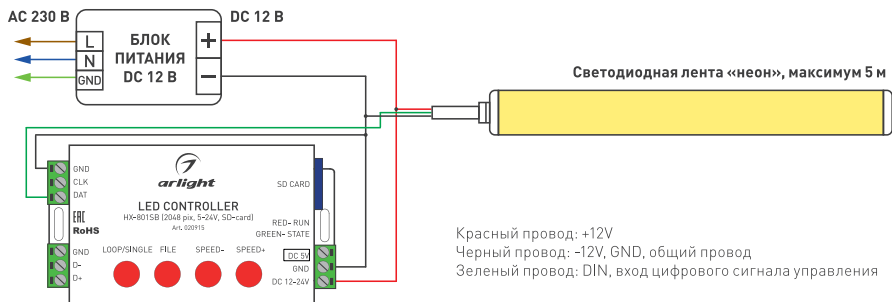 AC 230 В
DC 12 В
L
N
GND
БЛОК
ПИТАНИЯ
DC 12 В
+
−
Светодиодная лента «неон», максимум 5 м
GND
CLK
DAT
EAC
RoHS
GND
D-
D+
arlight
LED CONTROLLER
HX-801SB (2048 pix, 5-24V, SD-card)
Art. 020915
LOOP/SINGLE
FILE
SPEED-
SPEED+
SD CARD
RED- RUN
GREEN- STATE
DC 5V
GND
DC 12-24V
Красный провод: +12V
Черный провод: -12V, GND, общий провод
Зеленый провод: DIN, вход цифрового сигнала управления